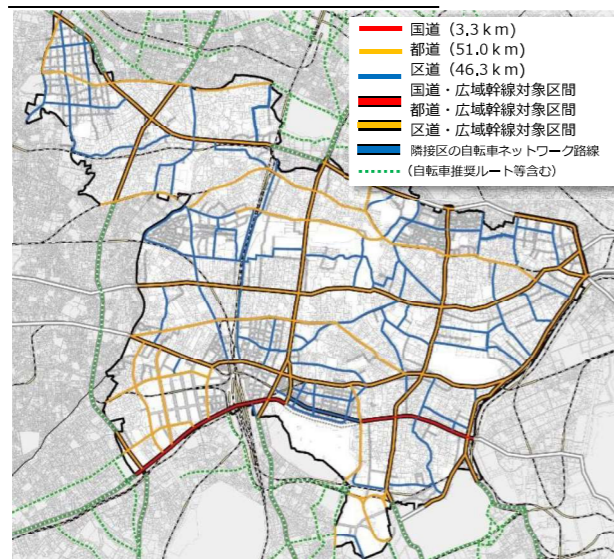 国道（3.3ｋｍ）
都道（51.0ｋｍ）
区道（46.3ｋｍ）
国道・広域幹線対象区間
都道・広域幹線対象区間
区道・広域幹線対象区間
隣接区の自転車ネットワーク路線
（自転車推奨ルート等含む）